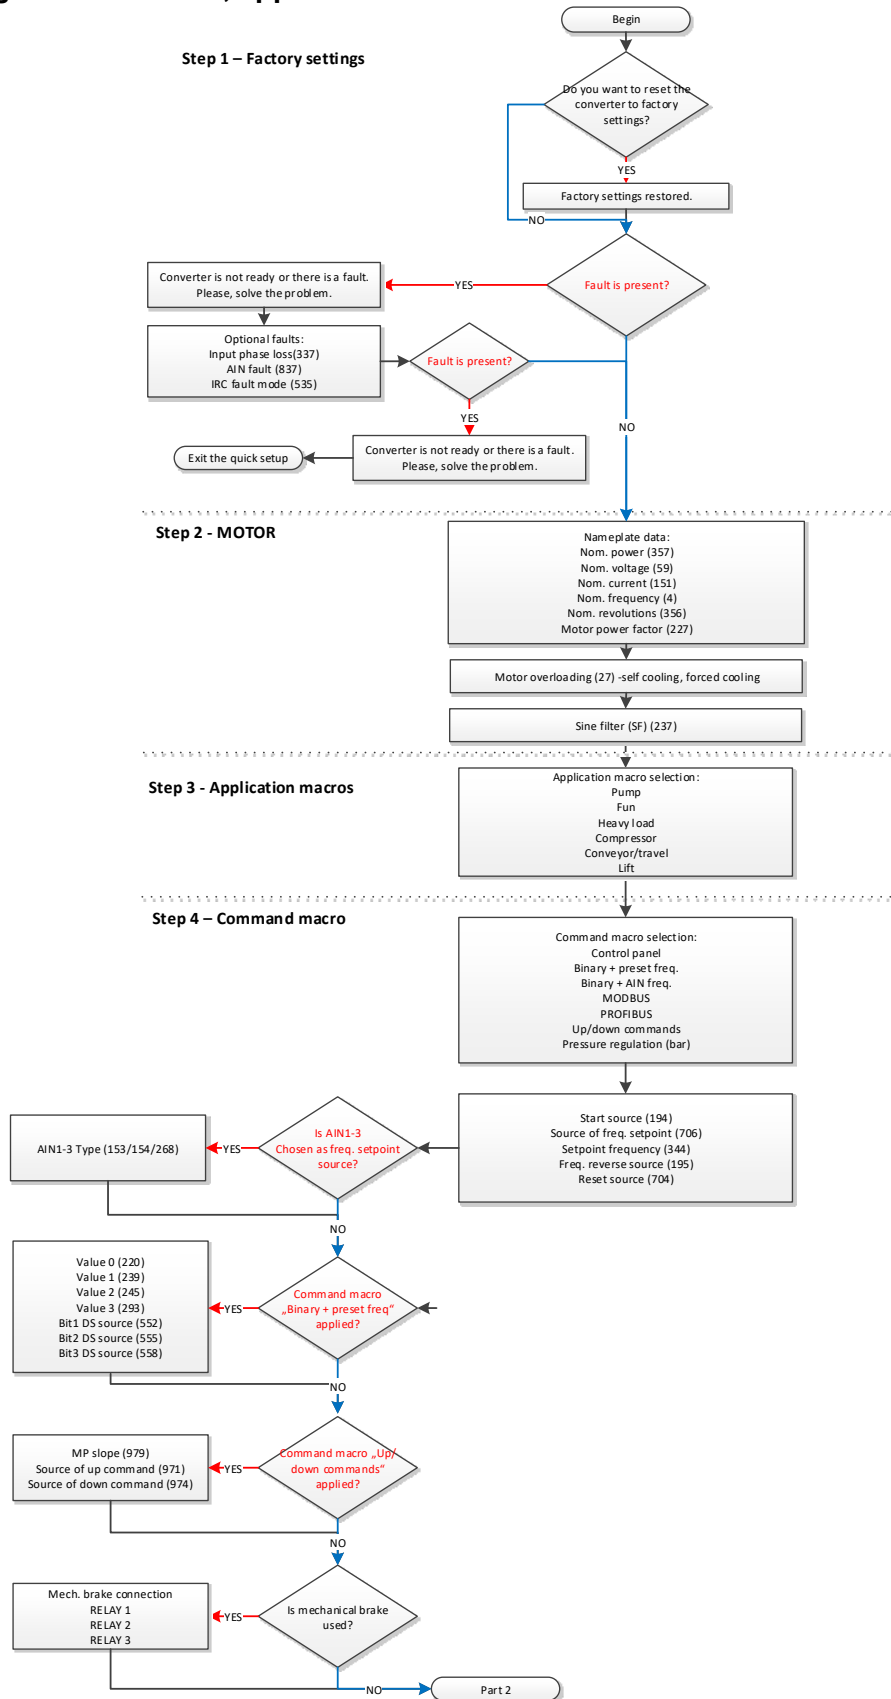 Begin
Step 1 – Factory settings
Do you want to reset the
converter to factory
settings?
YES
Factory settings restored.
NO
Converter is not ready or there is a fault.
Please, solve the problem.
YES
Fault is present?
Optional faults:
Input phase loss(337)
AIN fault (837)
IRC fault mode (535)
Fault is present?
YES
NO
Exit the quick setup
Converter is not ready or there is a fault.
Please, solve the problem.
Step 2 - MOTOR
Nameplate data:
Nom. power (357)
Nom. voltage (59)
Nom. current (151)
Nom. frequency (4)
Nom. revolutions (356)
Motor power factor (227)
Motor overloading (27) -self cooling, forced cooling
Sine filter (SF) (237)
Step 3 - Application macros
Application macro selection:
Pump
Fun
Heavy load
Compressor
Conveyor/travel
Lift
Step 4 – Command macro
Command macro selection:
Control panel
Binary + preset freq.
Binary + AIN freq.
MODBUS
PROFIBUS
Up/down commands
Pressure regulation (bar)
Start source (194)
Source of freq. setpoint (706)
Setpoint frequency (344)
Freq. reverse source (195)
Reset source (704)
Is AIN1-3
Chosen as freq. setpoint
source?
YES
AIN1-3 Type (153/154/268)
NO
Value 0 (220)
Value 1 (239)
Value 2 (245)
Value 3 (293)
Bit1 DS source (552)
Bit2 DS source (555)
Bit3 DS source (558)
YES
Command macro
„Binary + preset freq“
applied?
NO
MP slope (979)
Source of up command (971)
Source of down command (974)
YES
Command macro „Up/
down commands“
applied?
NO
Mech. brake connection
RELAY 1
RELAY 2
RELAY 3
YES
Is mechanical brake
used?
NO
Part 2